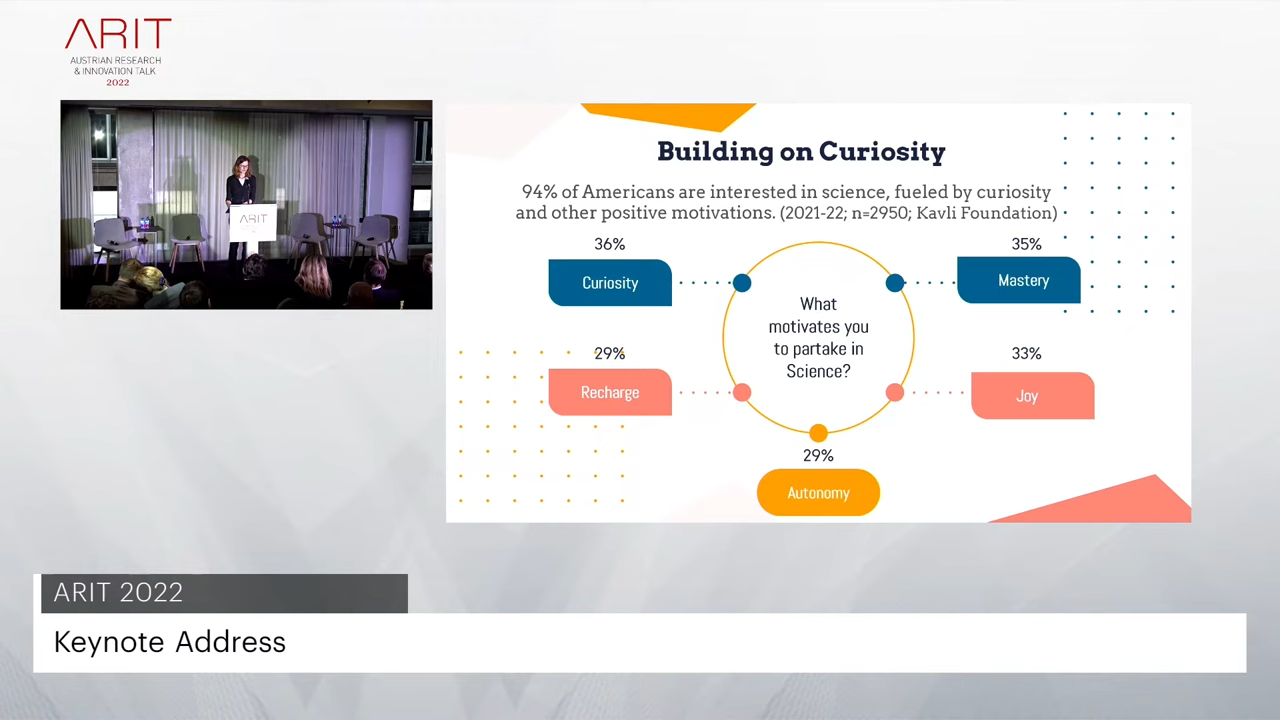 ARIT
AUSTRIAN RESEARCH
& INNOVATION TALK
2022
ARIT
Building on Curiosity
94% of Americans are interested in science, fueled by curiosity
and other positive motivations. (2021-22; n=2950; Kavli Foundation)
36%
Curiosity
35%
Mastery
What
motivates you
to partake in
Science?
29%
Recharge
33%
Joy
29%
Autonomy
ARIT 2022
Keynote Address